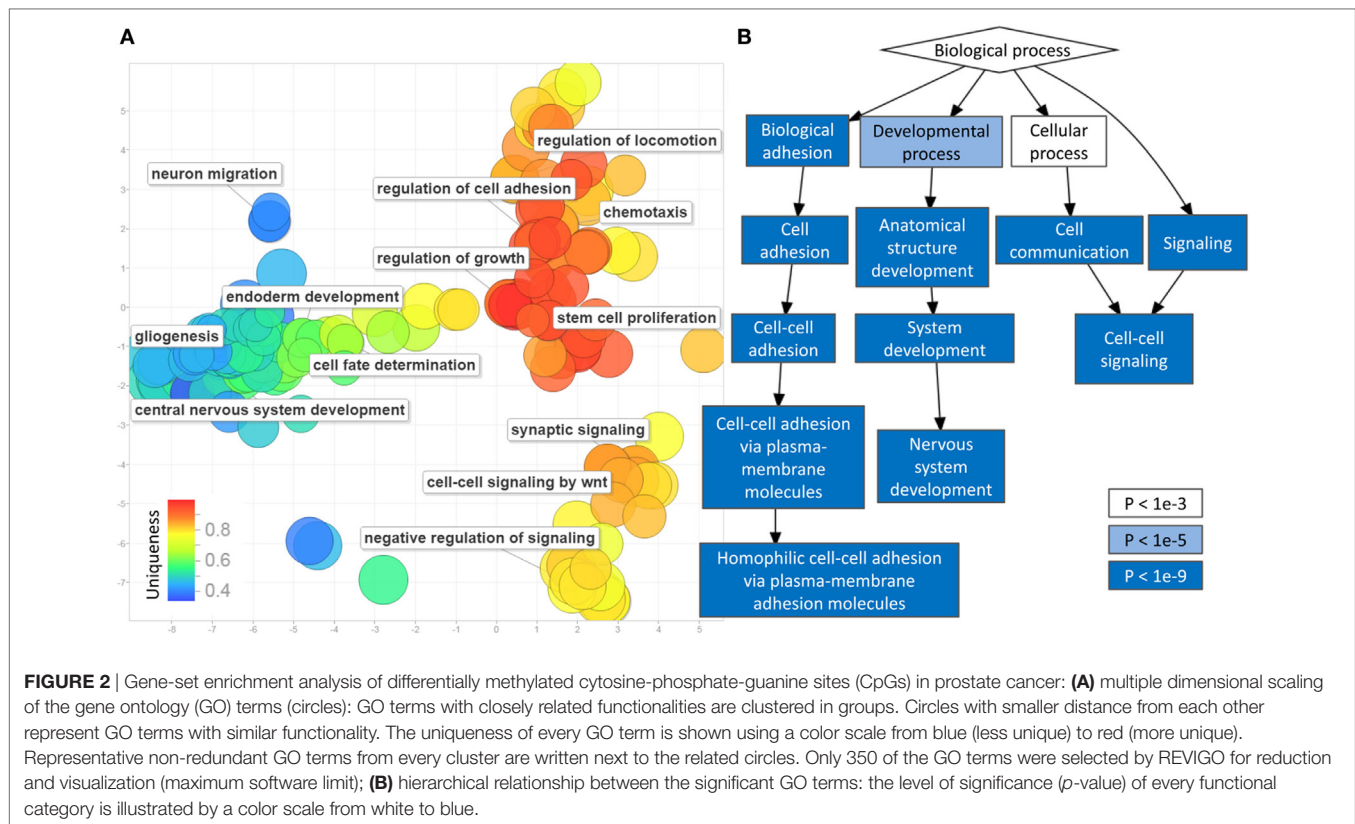 A
B
5
4
3
2
1
0
-1
-2
-3
-4
-5
-6
-7
-8
-7
-6
-5
-4
-3
-2
-1
0
1
2
3
4
5
regulation of locomotion
neuron migration
regulation of cell adhesion
chemotaxis
regulation of growth
endoderm development
gliogenesis
stem cell proliferation
cell fate determination
central nervous system development
synaptic signaling
cell-cell signaling by wnt
negative regulation of signaling
Uniqueness
0.8
0.6
0.4
Biological process
Biological
adhesion
Developmental
process
Cellular
process
Cell
adhesion
Anatomical
structure
development
Cell
communication
Signaling
Cell-cell
adhesion
System
development
Cell-cell
signaling
Cell-cell adhesion
via plasma-
membrane
molecules
Nervous
system
development
Homophilic cell-cell adhesion
via plasma-membrane
adhesion molecules
P < 1e-3
P < 1e-5
P < 1e-9
FIGURE 2 | Gene-set enrichment analysis of differentially methylated cytosine-phosphate-guanine sites (CpGs) in prostate cancer: (A) multiple dimensional scaling
of the gene ontology (GO) terms (circles): GO terms with closely related functionalities are clustered in groups. Circles with smaller distance from each other
represent GO terms with similar functionality. The uniqueness of every GO term is shown using a color scale from blue (less unique) to red (more unique).
Representative non-redundant GO terms from every cluster are written next to the related circles. Only 350 of the GO terms were selected by REVIGO for reduction
and visualization (maximum software limit); (B) hierarchical relationship between the significant GO terms: the level of significance (p-value) of every functional
category is illustrated by a color scale from white to blue.